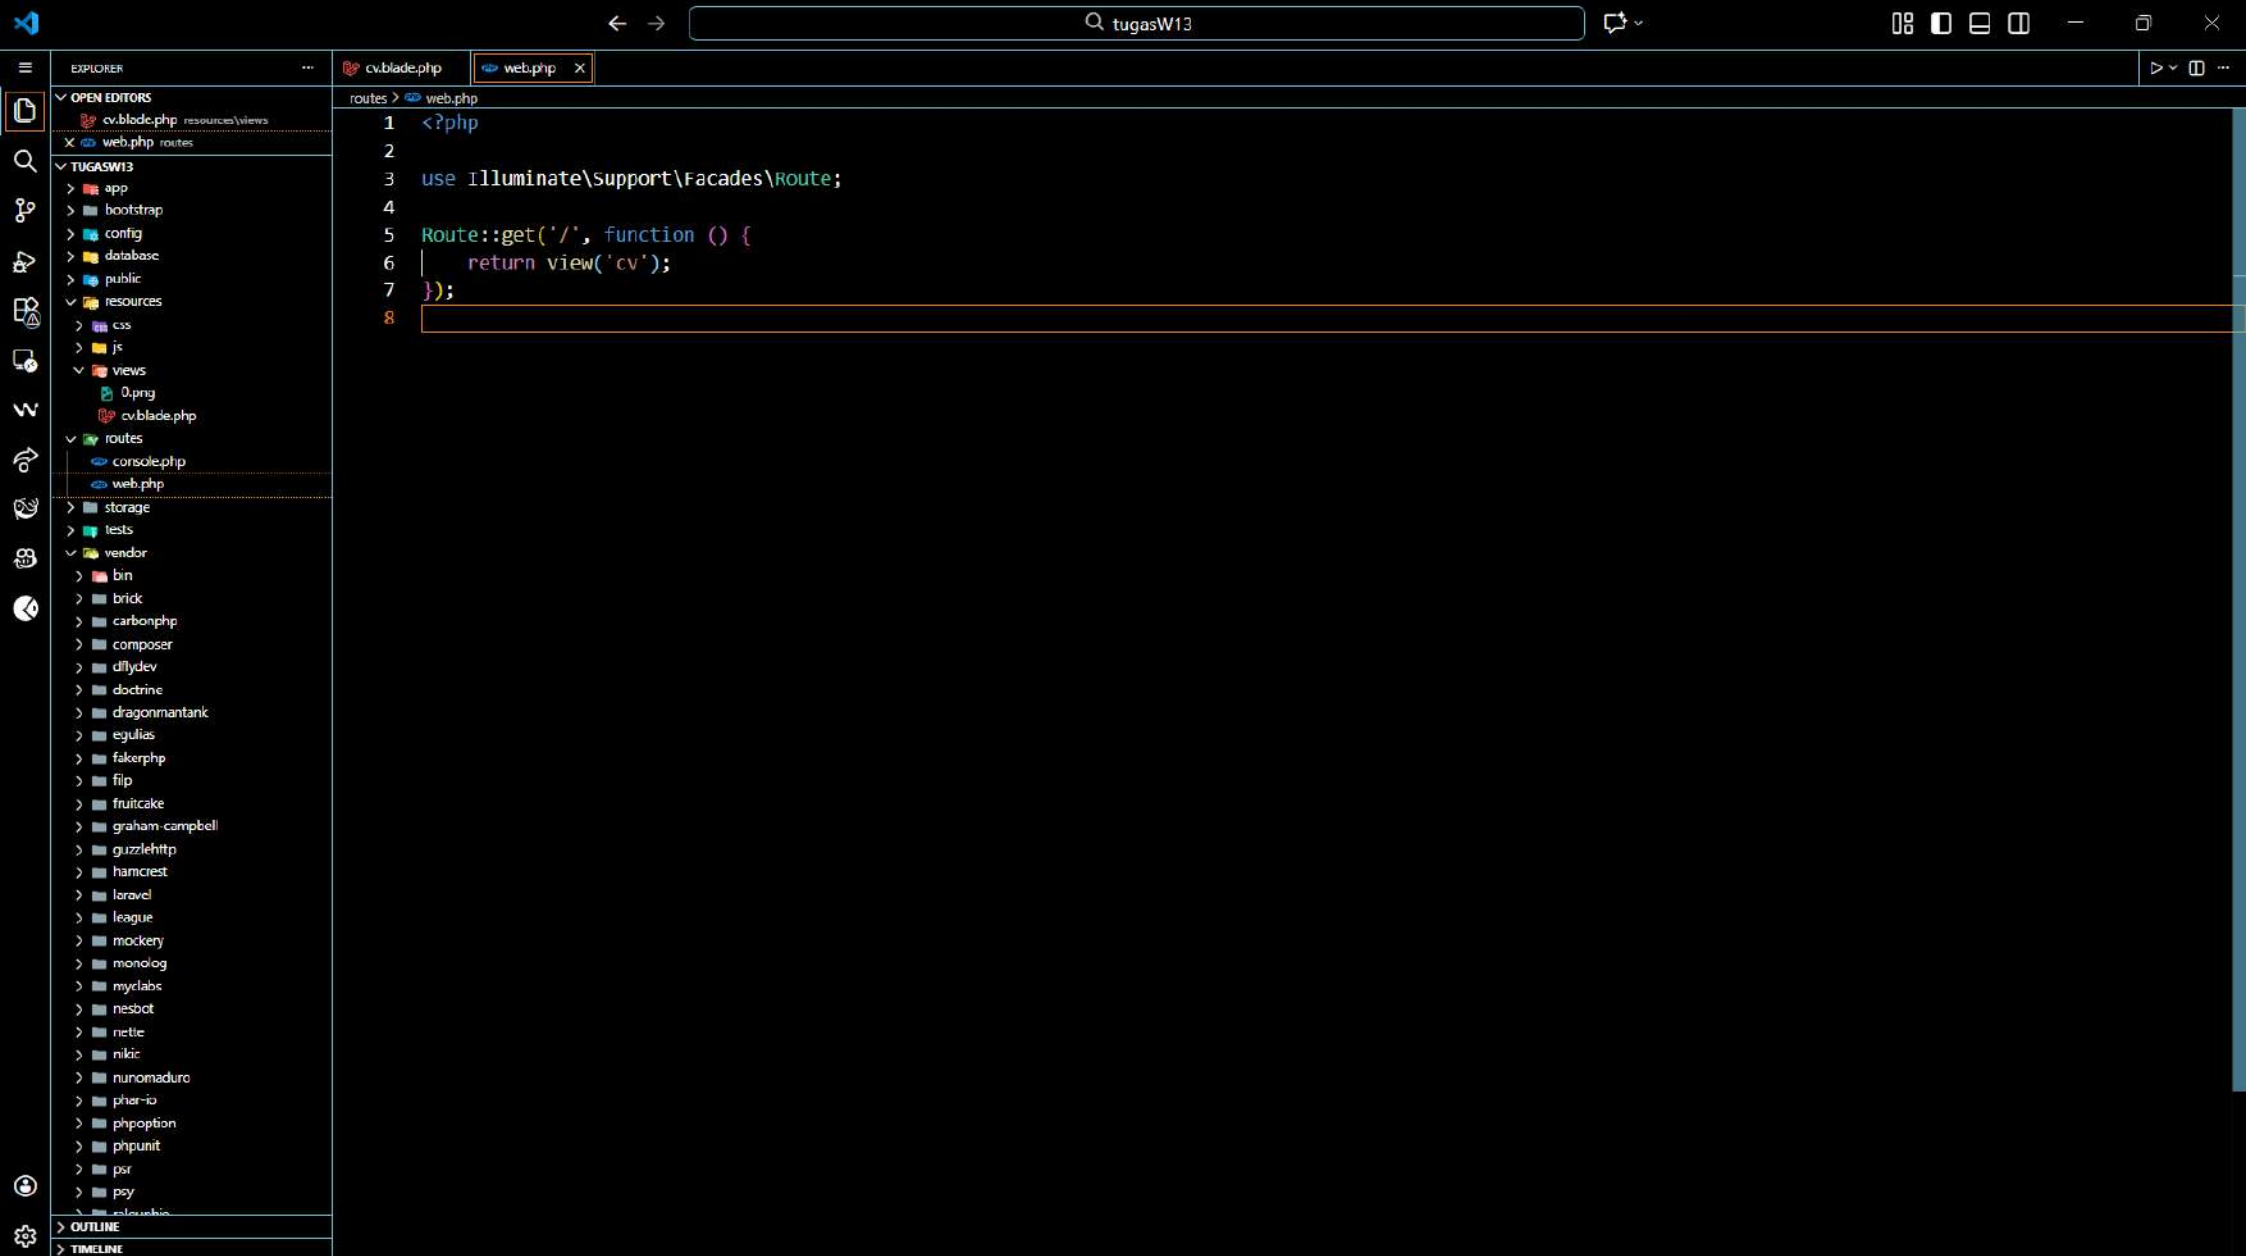 tugasW13
EXPLORER
cv.blade.php
web.php
OPEN EDITORS
cv.blade.php resources\views
web.php routes
TUGASW13
app
bootstrap
config
database
public
resources
css
js
views
0.png
cv.blade.php
routes
console.php
web.php
storage
tests
vendor
bin
brick
carbonphp
composer
dflydev
doctrine
dragonmantank
egulias
fakerphp
filp
fruitcake
graham-campbell
guzzlehttp
hamcrest
laravel
league
mockery
monolog
myclabs
nesbot
nette
nikic
nunomaduro
phar-io
phpoption
phpunit
psr
psy
OUTLINE
TIMELINE
routes > web.php
1 <?php
2
3 use Illuminate\Support\Facades\Route;
4
5 Route::get('/', function () {
6 return view('cv');
7 });
8